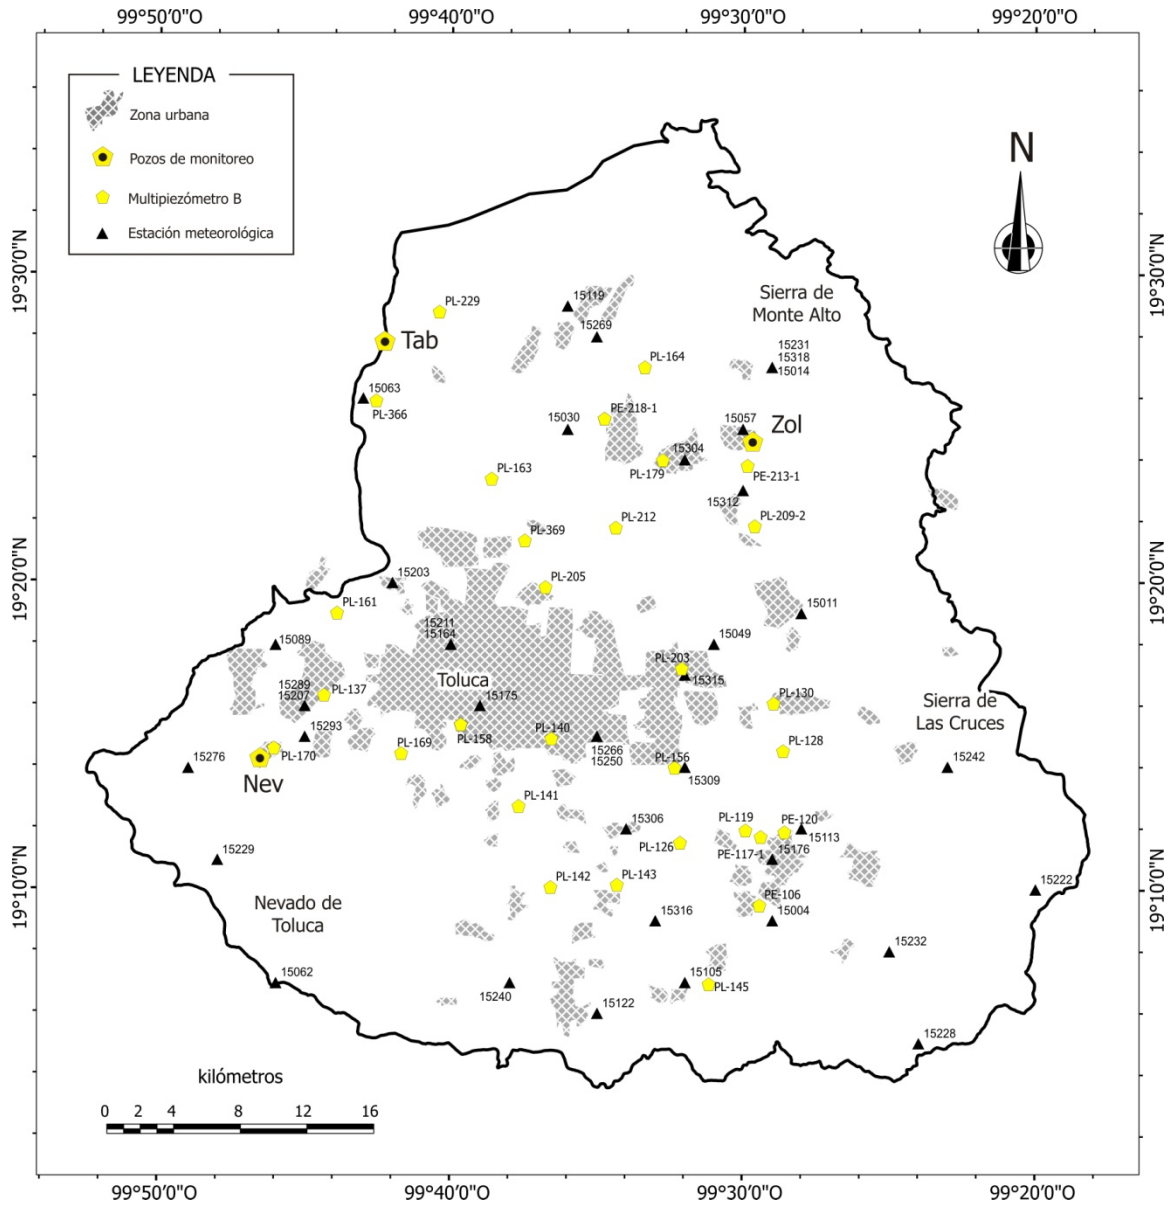 99°50'0"O
99°40'0"O
99°30'0"O
99°20'0"O
LEYENDA
Zona urbana
Pozos de monitoreo
Multipiezómetro B
Estación meteorológica
N
19°30'0"N
19°30'0"N
Sierra de
Monte Alto
PL-229
15119
15269
Tab
15231
15318
15014
PL-164
15063
PL-366
PE-218-1
15030
15057
Zol
15304
PL-179
PE-213-1
PL-163
15312
PL-212
PL-209-2
PL-369
19°20'0"N
19°20'0"N
15203
PL-205
PL-161
15011
15211
15164
15089
15049
PL-203
15315
Toluca
15289
15207
PL-137
15175
PL-130
Sierra de
Las Cruces
15293
PL-158
PL-140
PL-170
PL-169
15266
15250
PL-156
15309
PL-128
15276
Nev
15242
PL-141
15306
PL-119
PE-120
15113
PL-126
PE-117-1
15176
15229
PL-142
PL-143
15222
19°10'0"N
19°10'0"N
PE-106
Nevado de
Toluca
15316
15004
15232
15062
15240
15105
PL-145
15122
15228
kilómetros
0 2 4 8 12 16
99°50'0"O
99°40'0"O
99°30'0"O
99°20'0"O